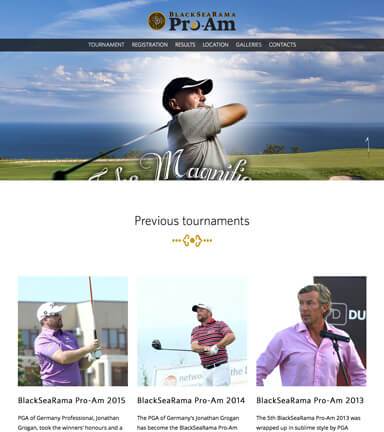 BLACKSEARAMA
PRO-AM
TOURNAMENT REGISTRATION RESULTS LOCATION GALLERIES CONTACTS
The Magnifi
Previous tournaments
DU
BlackSeaRama Pro-Am 2015
PGA of Germany Professional, Jonathan
Grogan, took the winners' honours and a
BlackSeaRama Pro-Am 2014
The PGA of Germany's Jonathan Grogan
has become the BlackSeaRama Pro-Am
BlackSeaRama Pro-Am 2013
The 5th BlackSeaRama Pro-Am 2013 was
wrapped up in sublime style by PGA